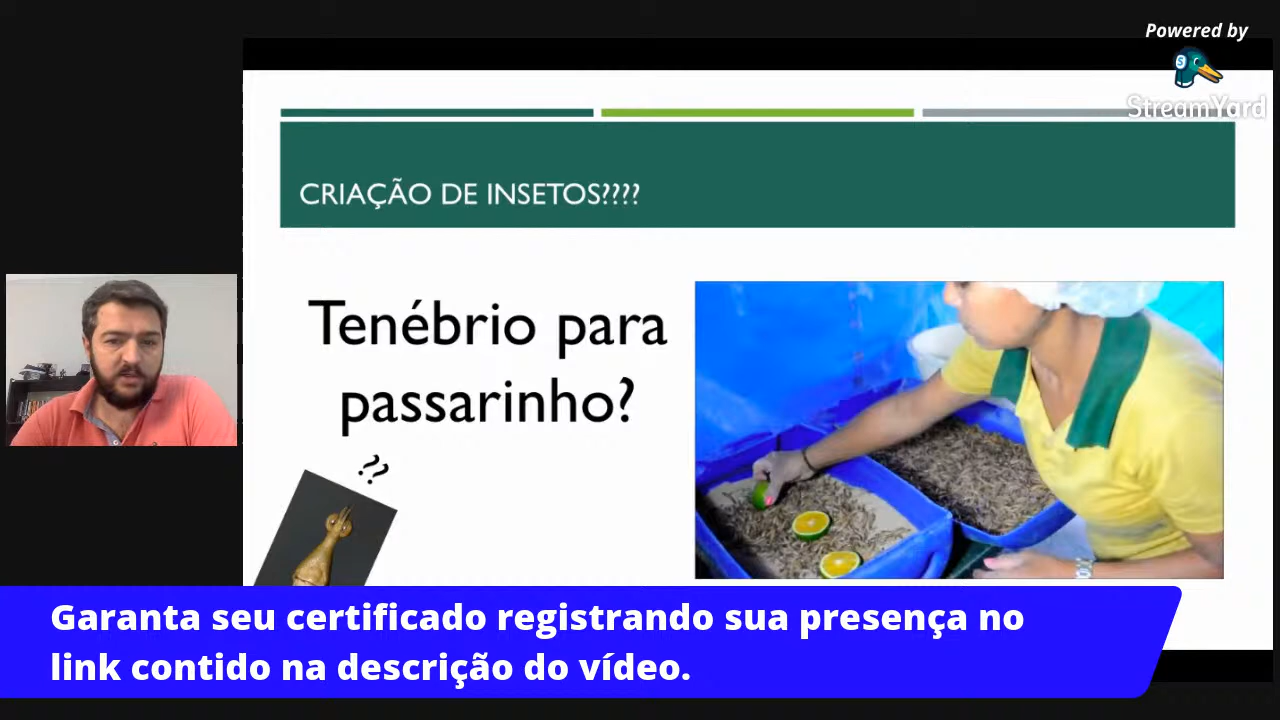 Powered by
StreamYard
CRIAÇÃO DE INSETOS????
Tenébrio para
passarinho?
??
Garanta seu certificado registrando sua presença no
link contido na descrição do vídeo.